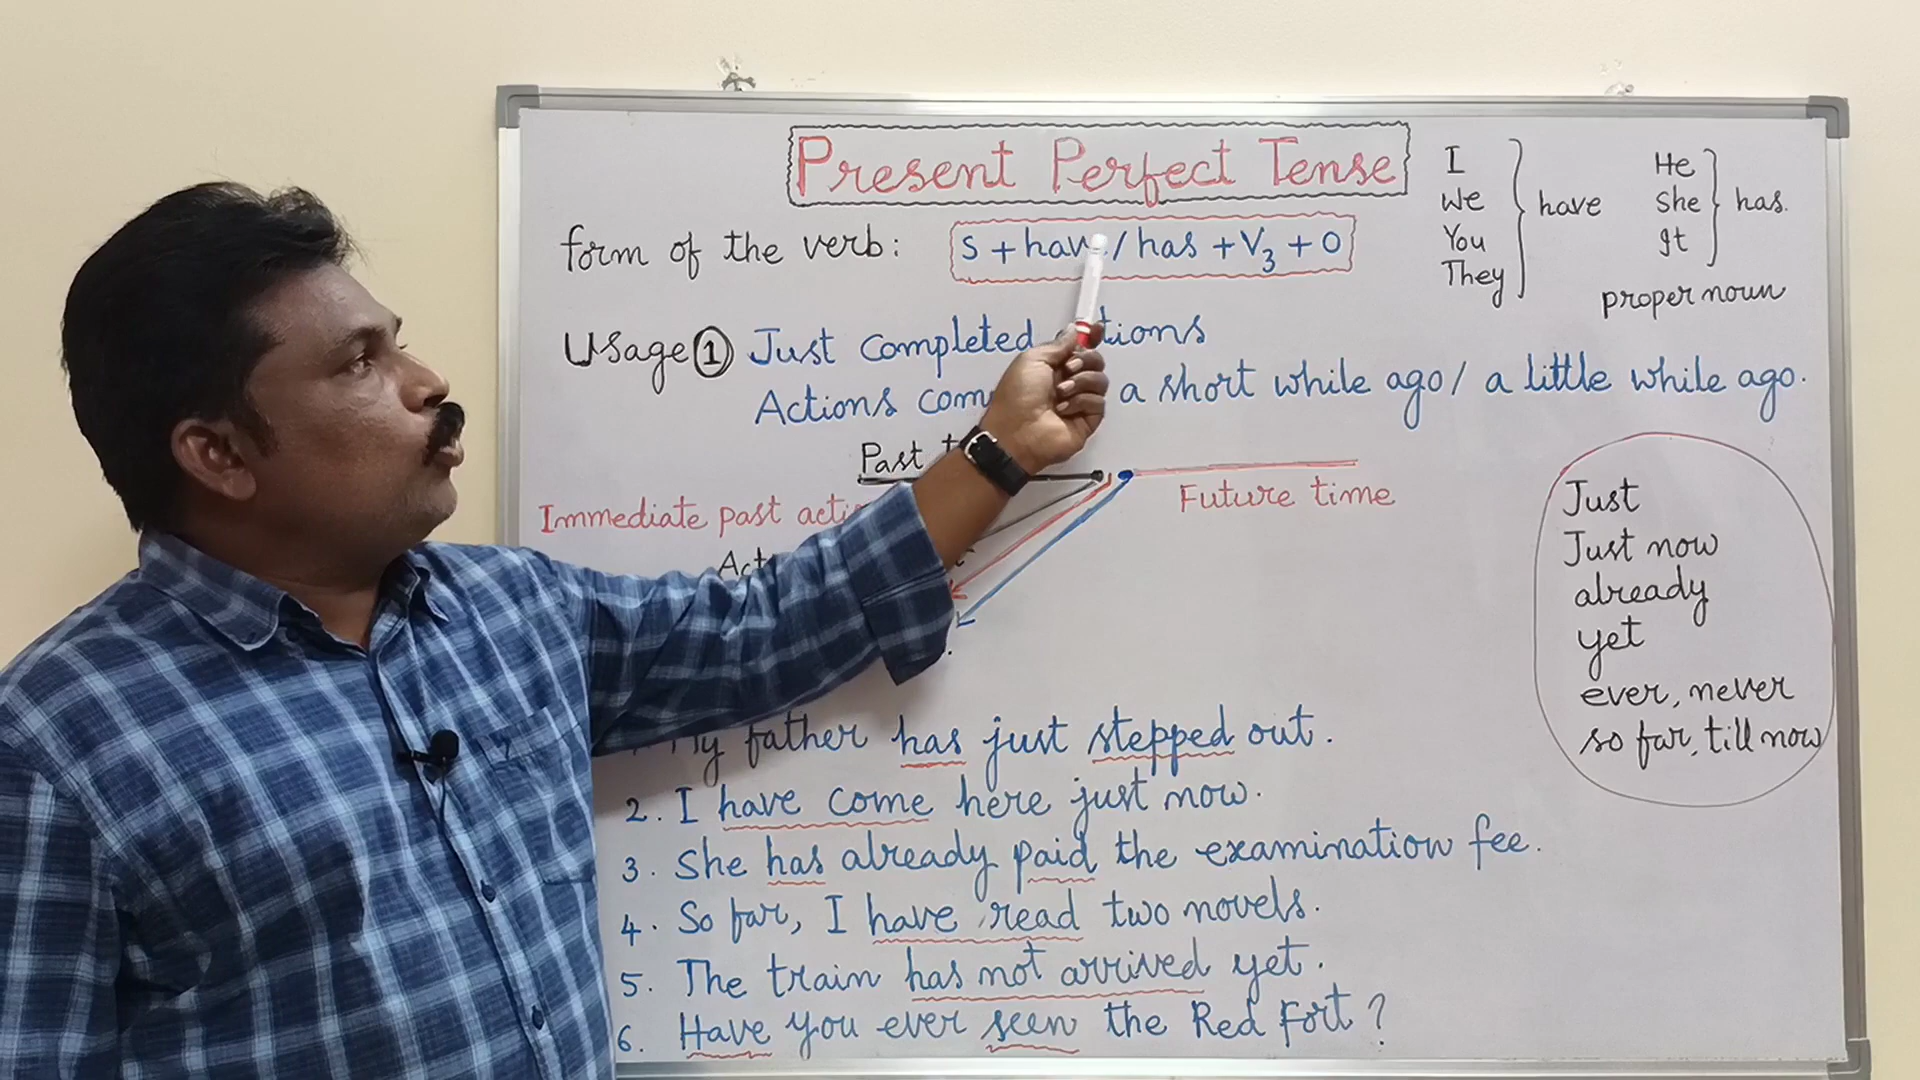 Present Perfect Tense
form of the verb: S + have / has + V3 + O
I
We
You
They
have
He
She
It
has.
proper noun
Usage 1 Just completed actions
Actions a short while ago / a little while ago.
Past
Future time
Immediate past
Just
Just now
already
yet
ever, never
so far, till now
My father has just stepped out.
2. I have come here just now.
3. She has already paid the examination fee.
4. So far, I have read two novels.
5. The train has not arrived yet.
6. Have you ever seen the Red Fort?